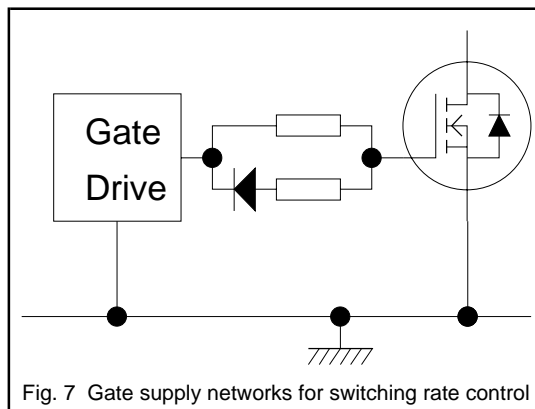 Gate
Drive
Fig. 7 Gate supply networks for switching rate control